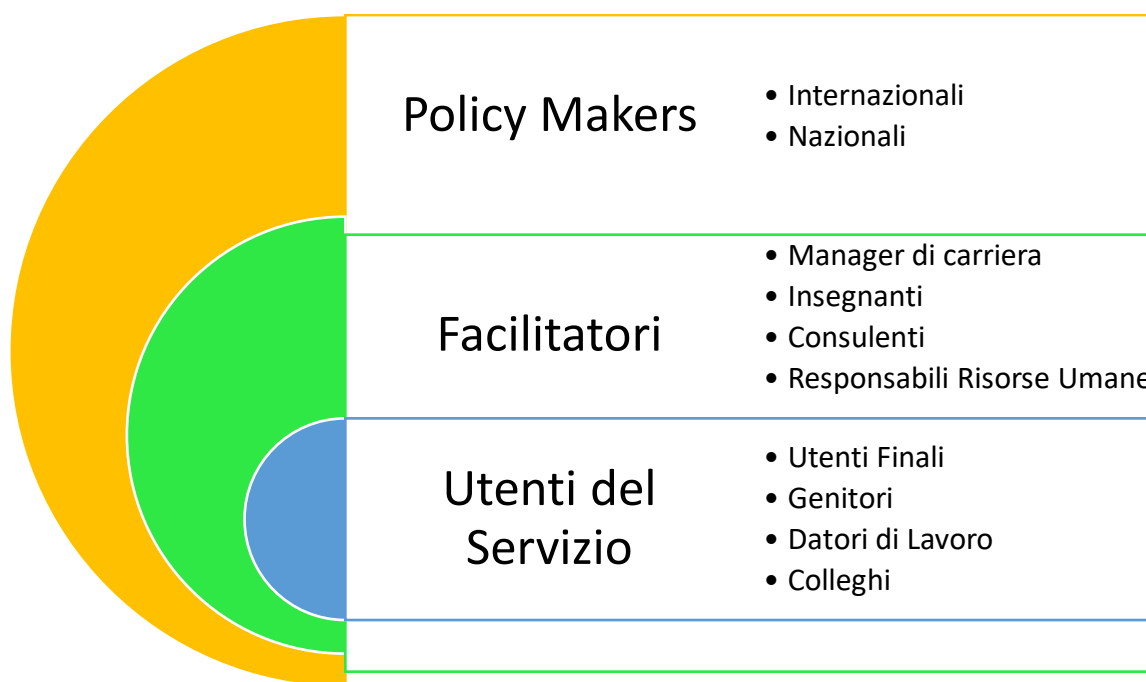 Policy Makers
• Internazionali
• Nazionali
Facilitatori
• Manager di carriera
• Insegnanti
• Consulenti
• Responsabili Risorse Umane
Utenti del
Servizio
• Utenti Finali
• Genitori
• Datori di Lavoro
• Colleghi